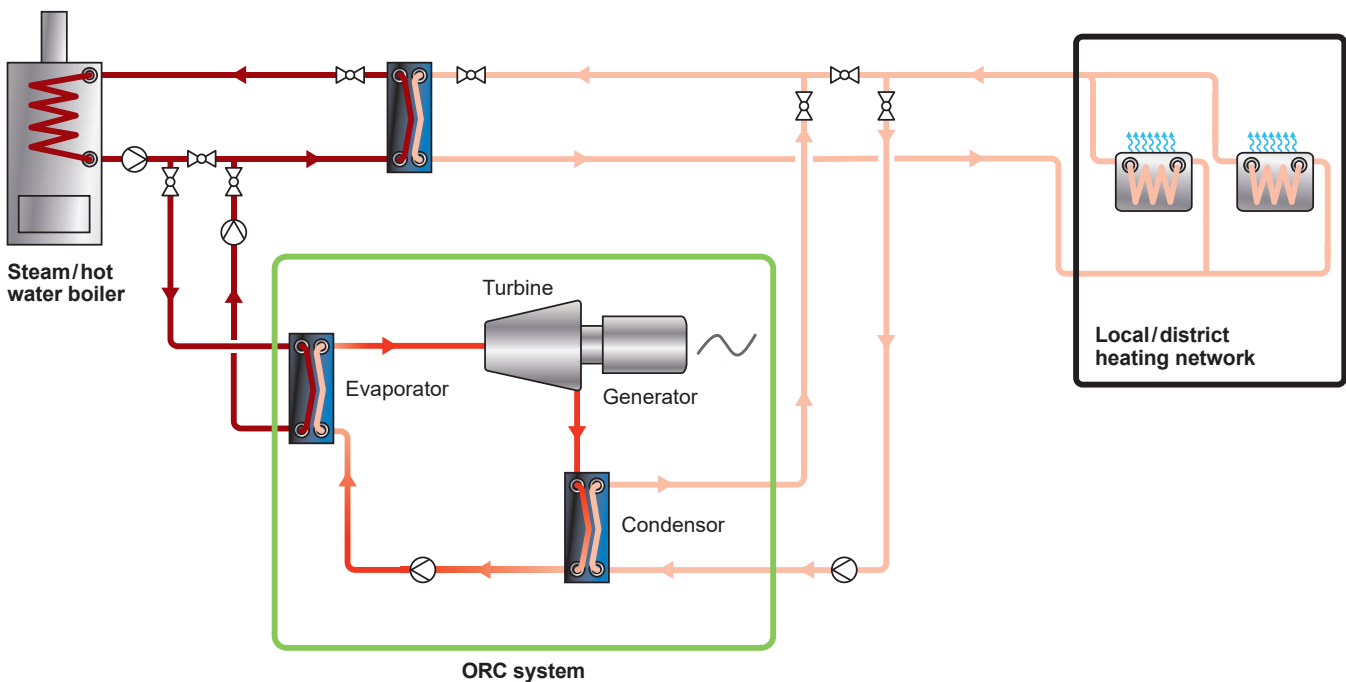 Steam/hot
water boiler
Turbine
Evaporator
Generator
Condensor
ORC system
Local/district
heating network